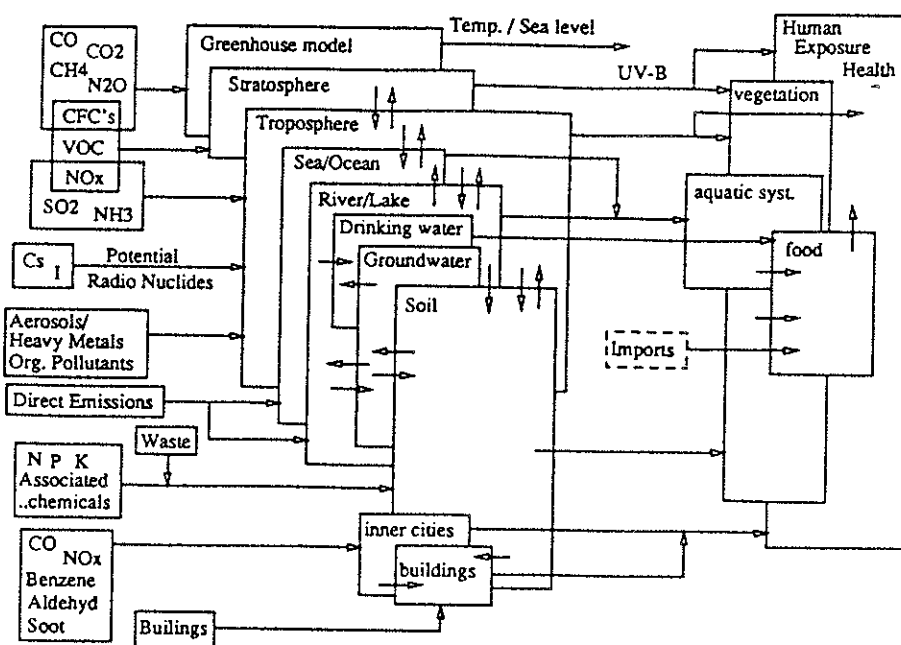 CO
CO2
CH4
N2O
CFC's
VOC
NOx
SO2
NH3
Cs
I
Potential
Radio Nuclides
Aerosols/
Heavy Metals
Org. Pollutants
Direct Emissions
Waste
N P K
Associated
..chemicals
CO
NOx
Benzene
Aldehyd
Soot
Builings
Greenhouse model
Stratosphere
Troposphere
Sea/Ocean
River/Lake
Drinking water
Groundwater
Soil
inner cities
buildings
Temp. / Sea level
UV-B
Human
Exposure
Health
vegetation
aquatic syst.
food
Imports